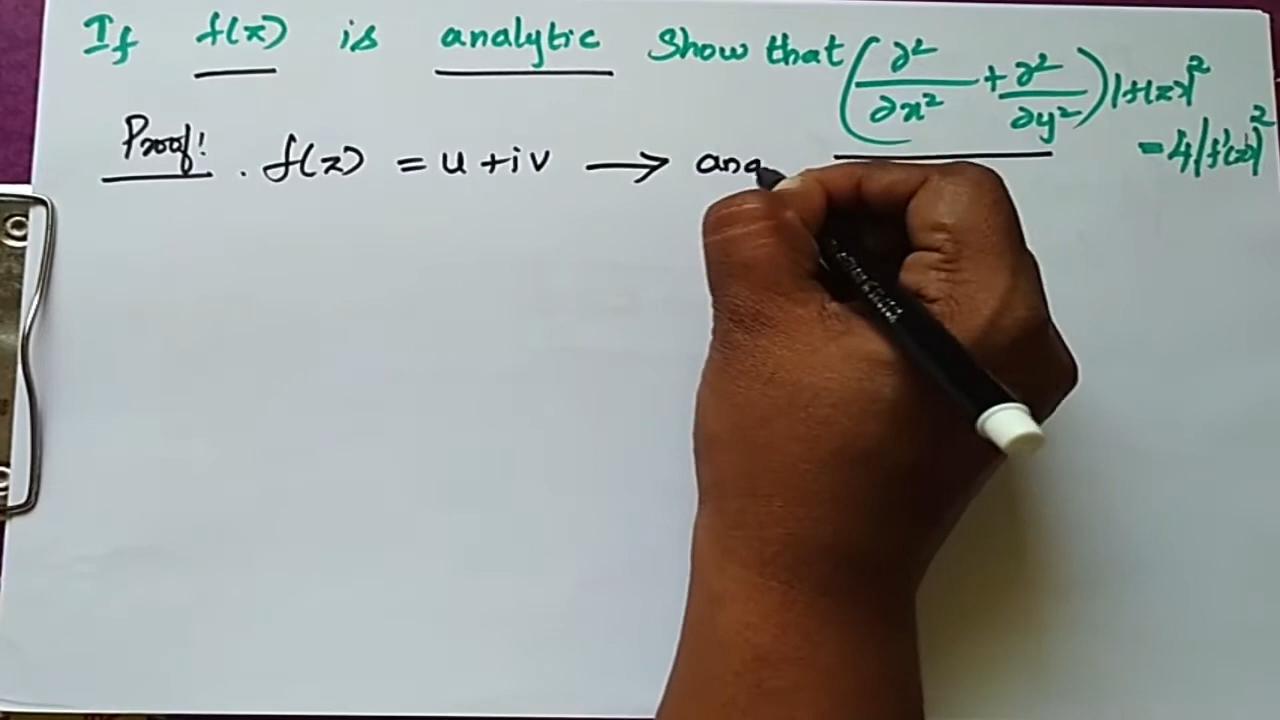 If f(z) is analytic Show that (∂²/∂x² + ∂²/∂y²) |f(z)|²
= 4|f'(z)|²
Proof! . f(z) = u + iv → ana